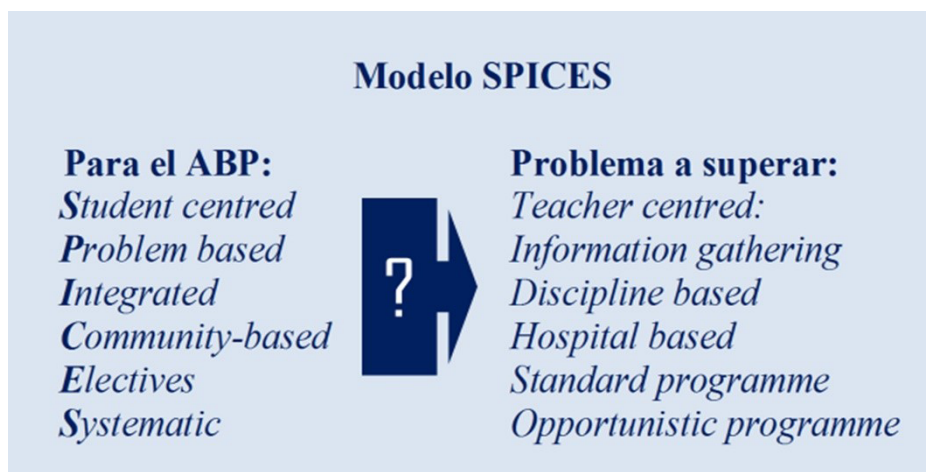 Modelo SPICES
Para el ABP:
Student centred
Problem based
Integrated
Community-based
Electives
Systematic
?
Problema a superar:
Teacher centred:
Information gathering
Discipline based
Hospital based
Standard programme
Opportunistic programme